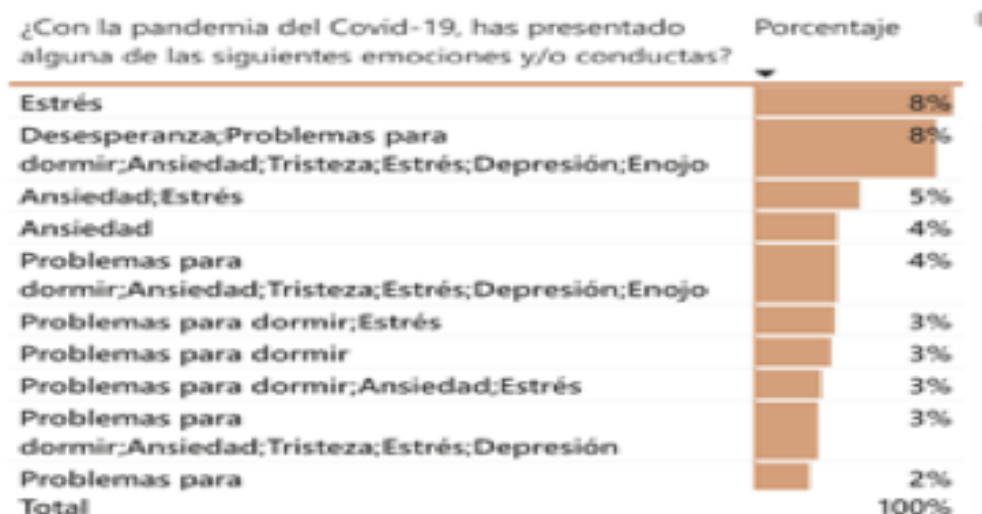 ¿Con la pandemia del Covid-19, has presentado Porcentaje
alguna de las siguientes emociones y/o conductas?
Estrés 8%
Desesperanza;Problemas para 8%
dormir;Ansiedad;Tristeza;Estrés;Depresión;Enojo
Ansiedad;Estrés 5%
Ansiedad 4%
Problemas para 4%
dormir;Ansiedad;Tristeza;Estrés;Depresión;Enojo
Problemas para dormir;Estrés 3%
Problemas para dormir 3%
Problemas para dormir;Ansiedad;Estrés 3%
Problemas para 3%
dormir;Ansiedad;Tristeza;Estrés;Depresión
Problemas para 2%
Total 100%